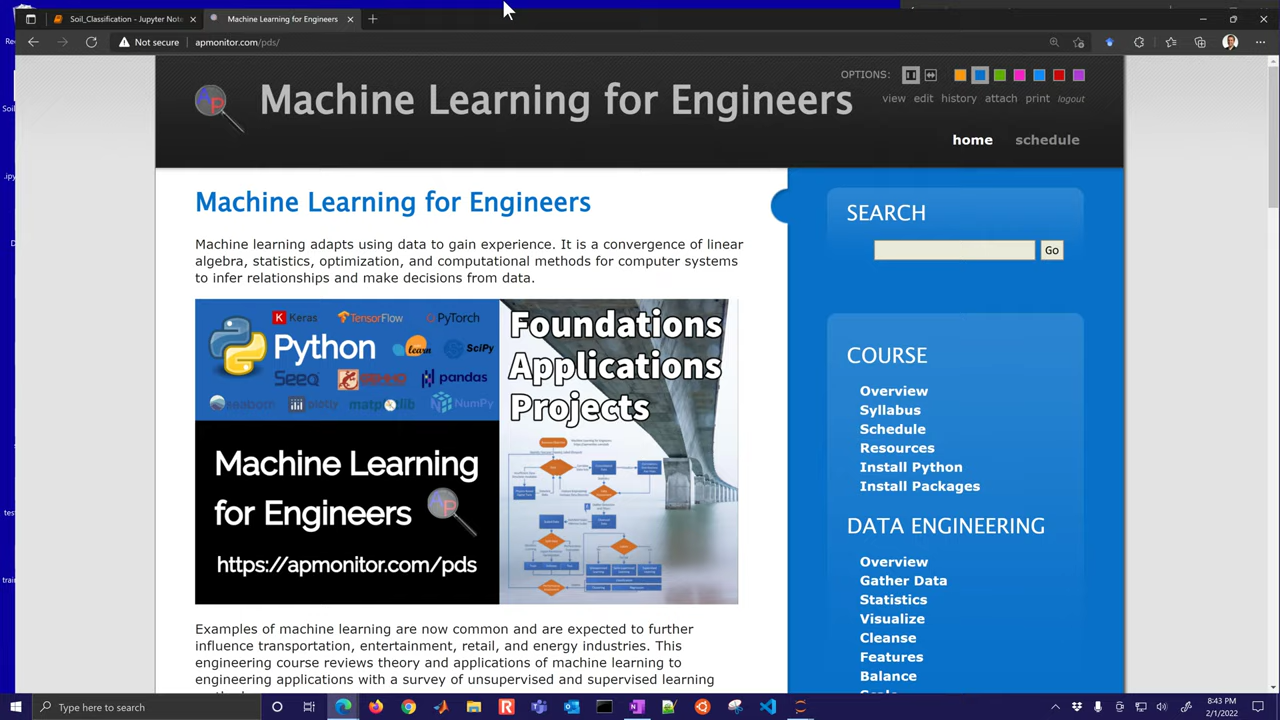 Soil_Classification - Jupyter Note
Machine Learning for Engineers
Not secure
apmonitor.com/pds/
OPTIONS:
view edit history attach print logout
Machine Learning for Engineers
home schedule
Machine Learning for Engineers
Machine learning adapts using data to gain experience. It is a convergence of linear
algebra, statistics, optimization, and computational methods for computer systems
to infer relationships and make decisions from data.
Keras TensorFlow PyTorch
Python learn SciPy
seeq pandas
seaborn plotly matplotlib NumPy
Machine Learning
for Engineers
https://apmonitor.com/pds
Foundations
Applications
Projects
Examples of machine learning are now common and are expected to further
influence transportation, entertainment, retail, and energy industries. This
engineering course reviews theory and applications of machine learning to
engineering applications with a survey of unsupervised and supervised learning
SEARCH
Go
COURSE
Overview
Syllabus
Schedule
Resources
Install Python
Install Packages
DATA ENGINEERING
Overview
Gather Data
Statistics
Visualize
Cleanse
Features
Balance
Type here to search
8:43 PM
2/1/2022